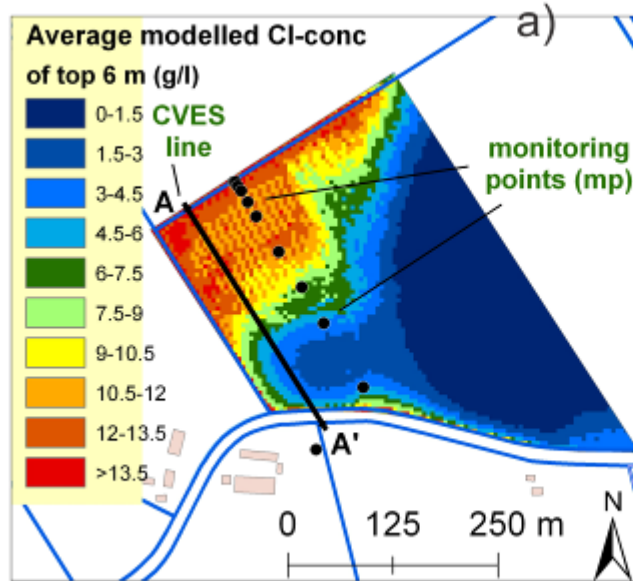 a)
Average modelled Cl-conc
of top 6 m (g/l)
0-1.5
1.5-3
3-4.5
4.5-6
6-7.5
7.5-9
9-10.5
10.5-12
12-13.5
>13.5
CVES
line
A
monitoring
points (mp)
A'
0 125 250 m
N